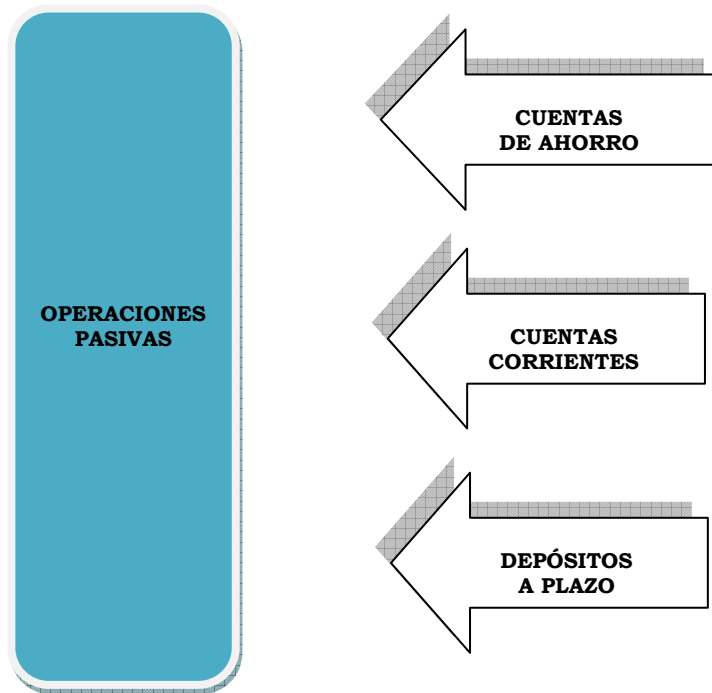 OPERACIONES
PASIVAS
CUENTAS
DE AHORRO
CUENTAS
CORRIENTES
DEPÓSITOS
A PLAZO